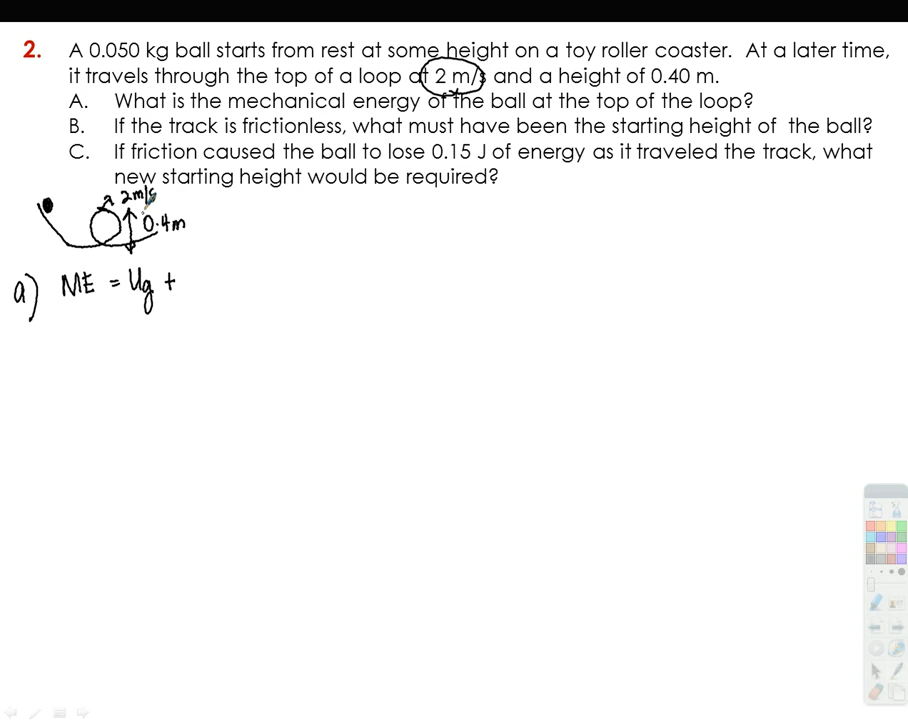 2. A 0.050 kg ball starts from rest at some height on a toy roller coaster. At a later time,
it travels through the top of a loop at 2 m/s and a height of 0.40 m.
A. What is the mechanical energy of the ball at the top of the loop?
B. If the track is frictionless, what must have been the starting height of the ball?
C. If friction caused the ball to lose 0.15 J of energy as it traveled the track, what
new starting height would be required?
2m/s
0.4m
a) ME = Ug +